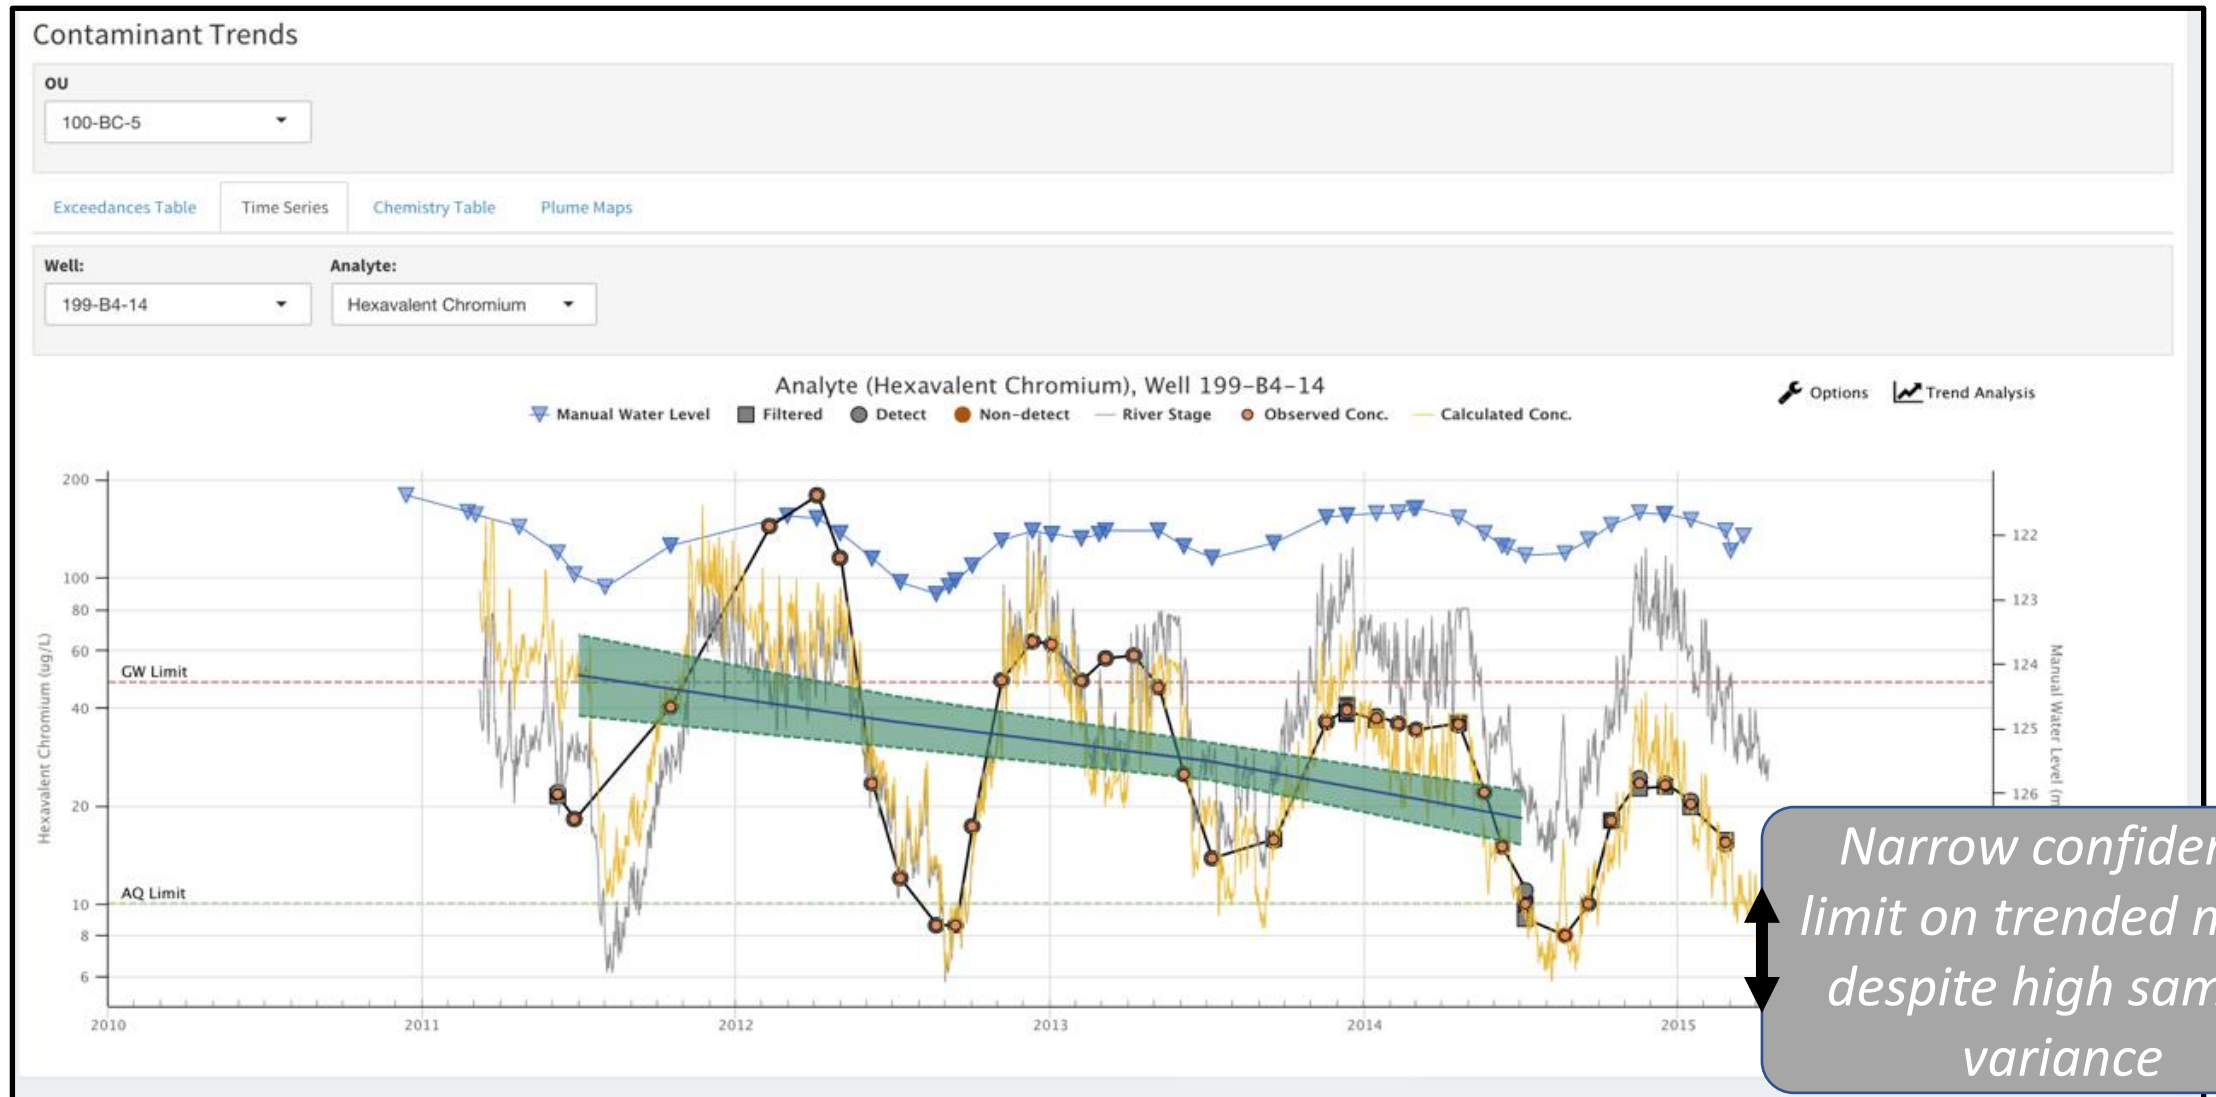 Contaminant Trends
OU
100-BC-5
Exceedances Table Time Series Chemistry Table Plume Maps
Well: Analyte:
199-B4-14 Hexavalent Chromium
Analyte (Hexavalent Chromium), Well 199-B4-14
Options Trend Analysis
Manual Water Level Filtered Detect Non-detect River Stage Observed Conc. Calculated Conc.
200
100
80
60
40
20
10
8
6
Hexavalent Chromium (ug/L)
GW Limit
AQ Limit
122
123
124
125
126
Manual Water Level (m
2010 2011 2012 2013 2014 2015
Narrow confiden
limit on trended m
despite high sam
variance